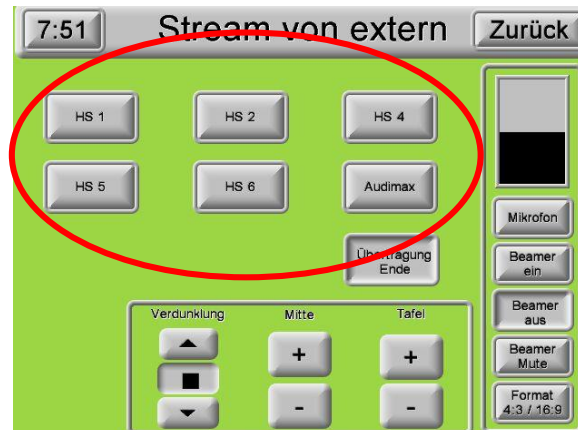 7:51 Stream von extern Zurück
HS 1 HS 2 HS 4
HS 5 HS 6 Audimax
Übertragung
Ende
Mikrofon
Beamer
ein
Beamer
aus
Beamer
Mute
Format
4:3 / 16:9
Verdunklung Mitte Tafel
+ +
- -